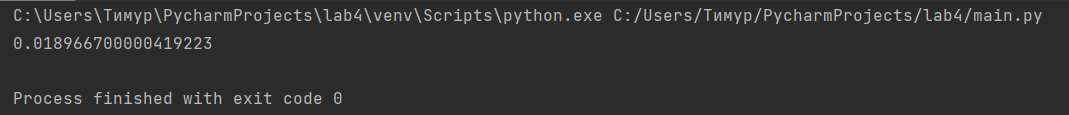 C:\Users\Тимур\PycharmProjects\lab4\venv\Scripts\python.exe C:/Users/Тимур/PycharmProjects/lab4/main.py
0.018966700000419223
Process finished with exit code 0